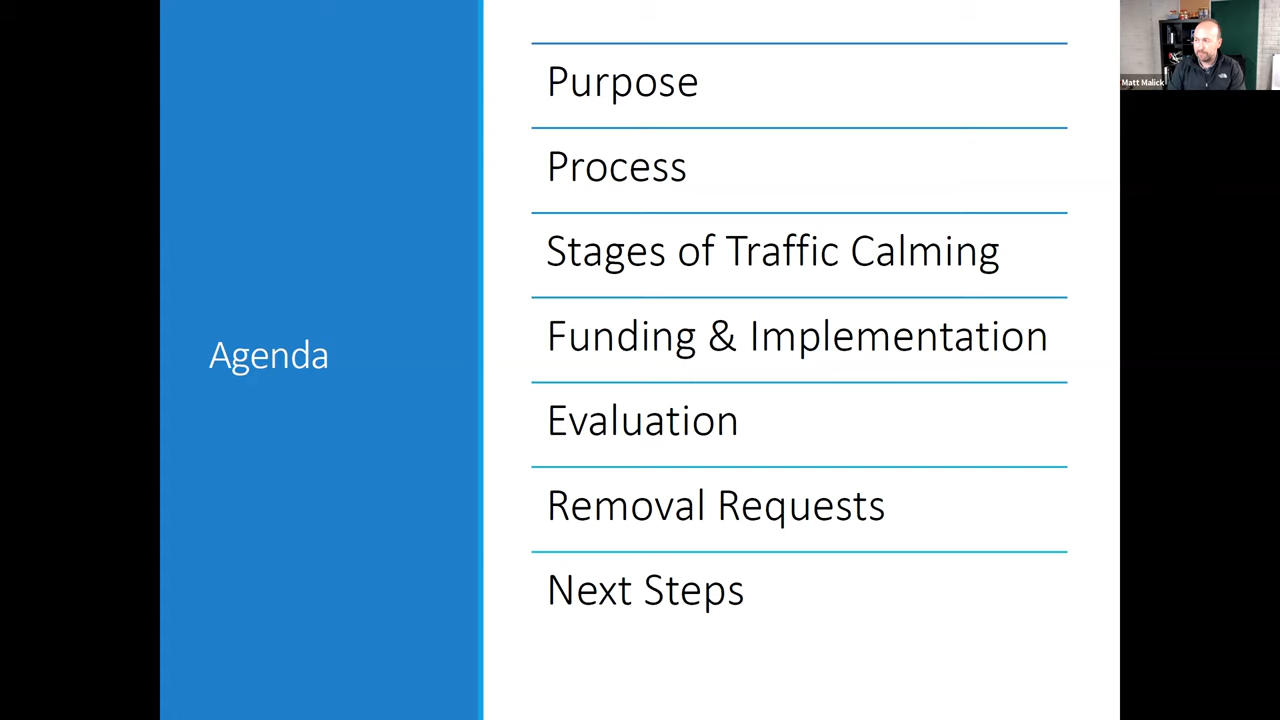 Agenda
Purpose
Process
Stages of Traffic Calming
Funding & Implementation
Evaluation
Removal Requests
Next Steps
Matt Malick